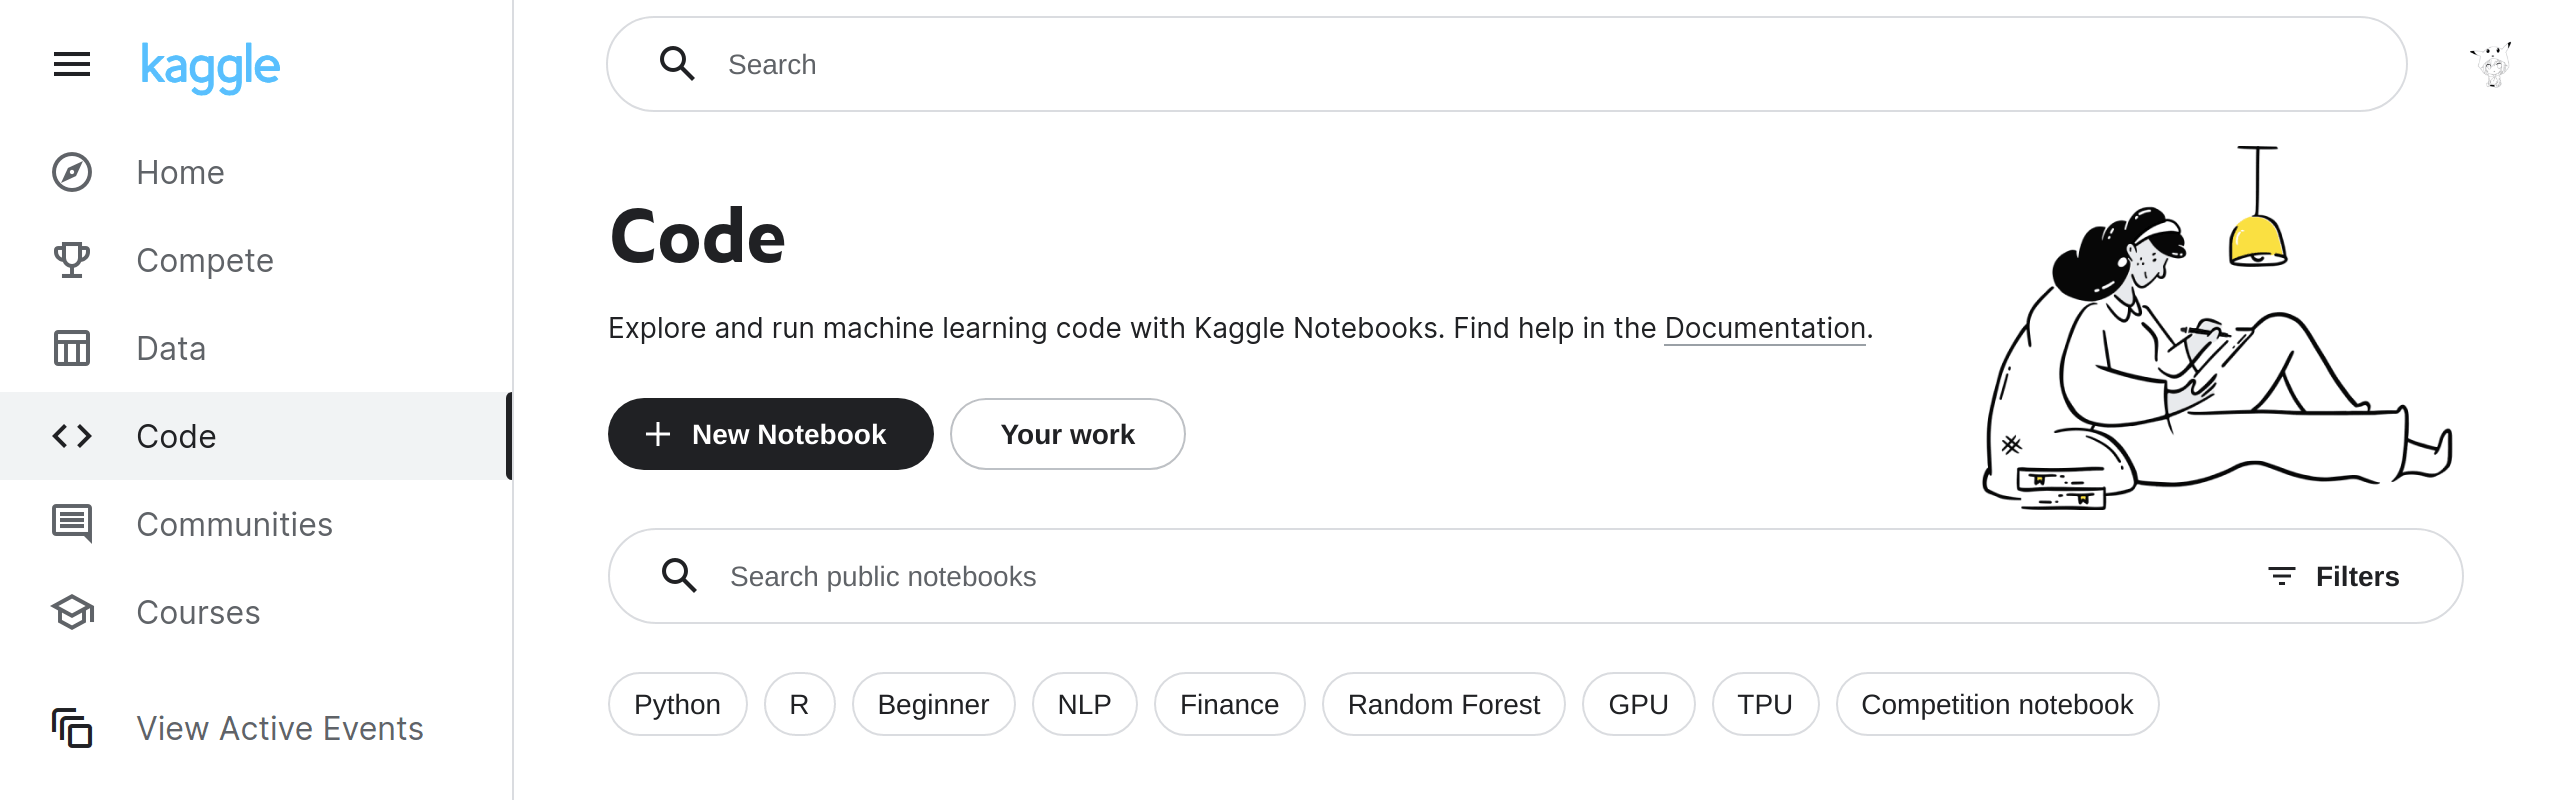 kaggle
Search
Home
Compete
Data
Code
Communities
Courses
View Active Events
Code
Explore and run machine learning code with Kaggle Notebooks. Find help in the Documentation.
New Notebook
Your work
Search public notebooks
Filters
Python
R
Beginner
NLP
Finance
Random Forest
GPU
TPU
Competition notebook